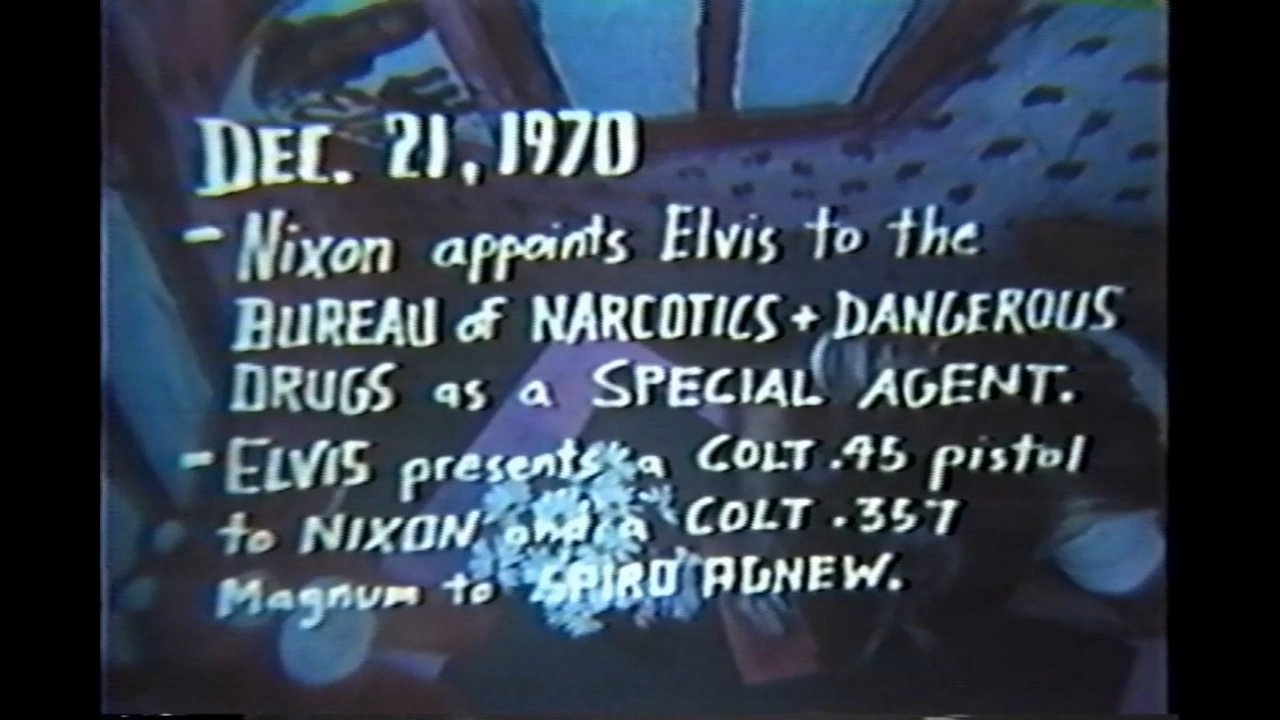 DEC. 21, 1970
- Nixon appoints Elvis to the
BUREAU of NARCOTICS + DANGEROUS
DRUGS as a SPECIAL AGENT.
- ELVIS presents a COLT .45 pistol
to NIXON and a COLT .357
Magnum to SPIRO AGNEW.